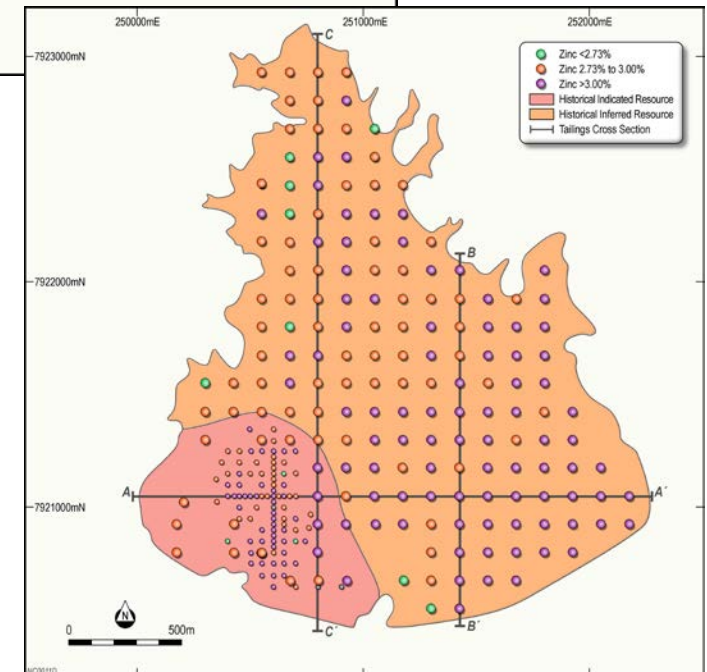 250000mE
251000mE
252000mE
7923000mN
7922000mN
7921000mN
C
B
A
A´
C´
B´
Zinc <2.73%
Zinc 2.73% to 3.00%
Zinc >3.00%
Historical Indicated Resource
Historical Inferred Resource
Tailings Cross Section
N
0
500m